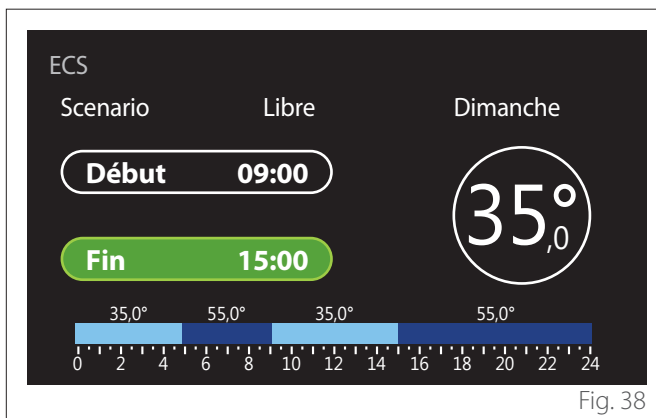 ECS
Scenario Libre Dimanche
Début 09:00
35,0°
Fin 15:00
35,0° 55,0° 35,0° 55,0°
0 2 4 6 8 10 12 14 16 18 20 22 24
Fig. 38